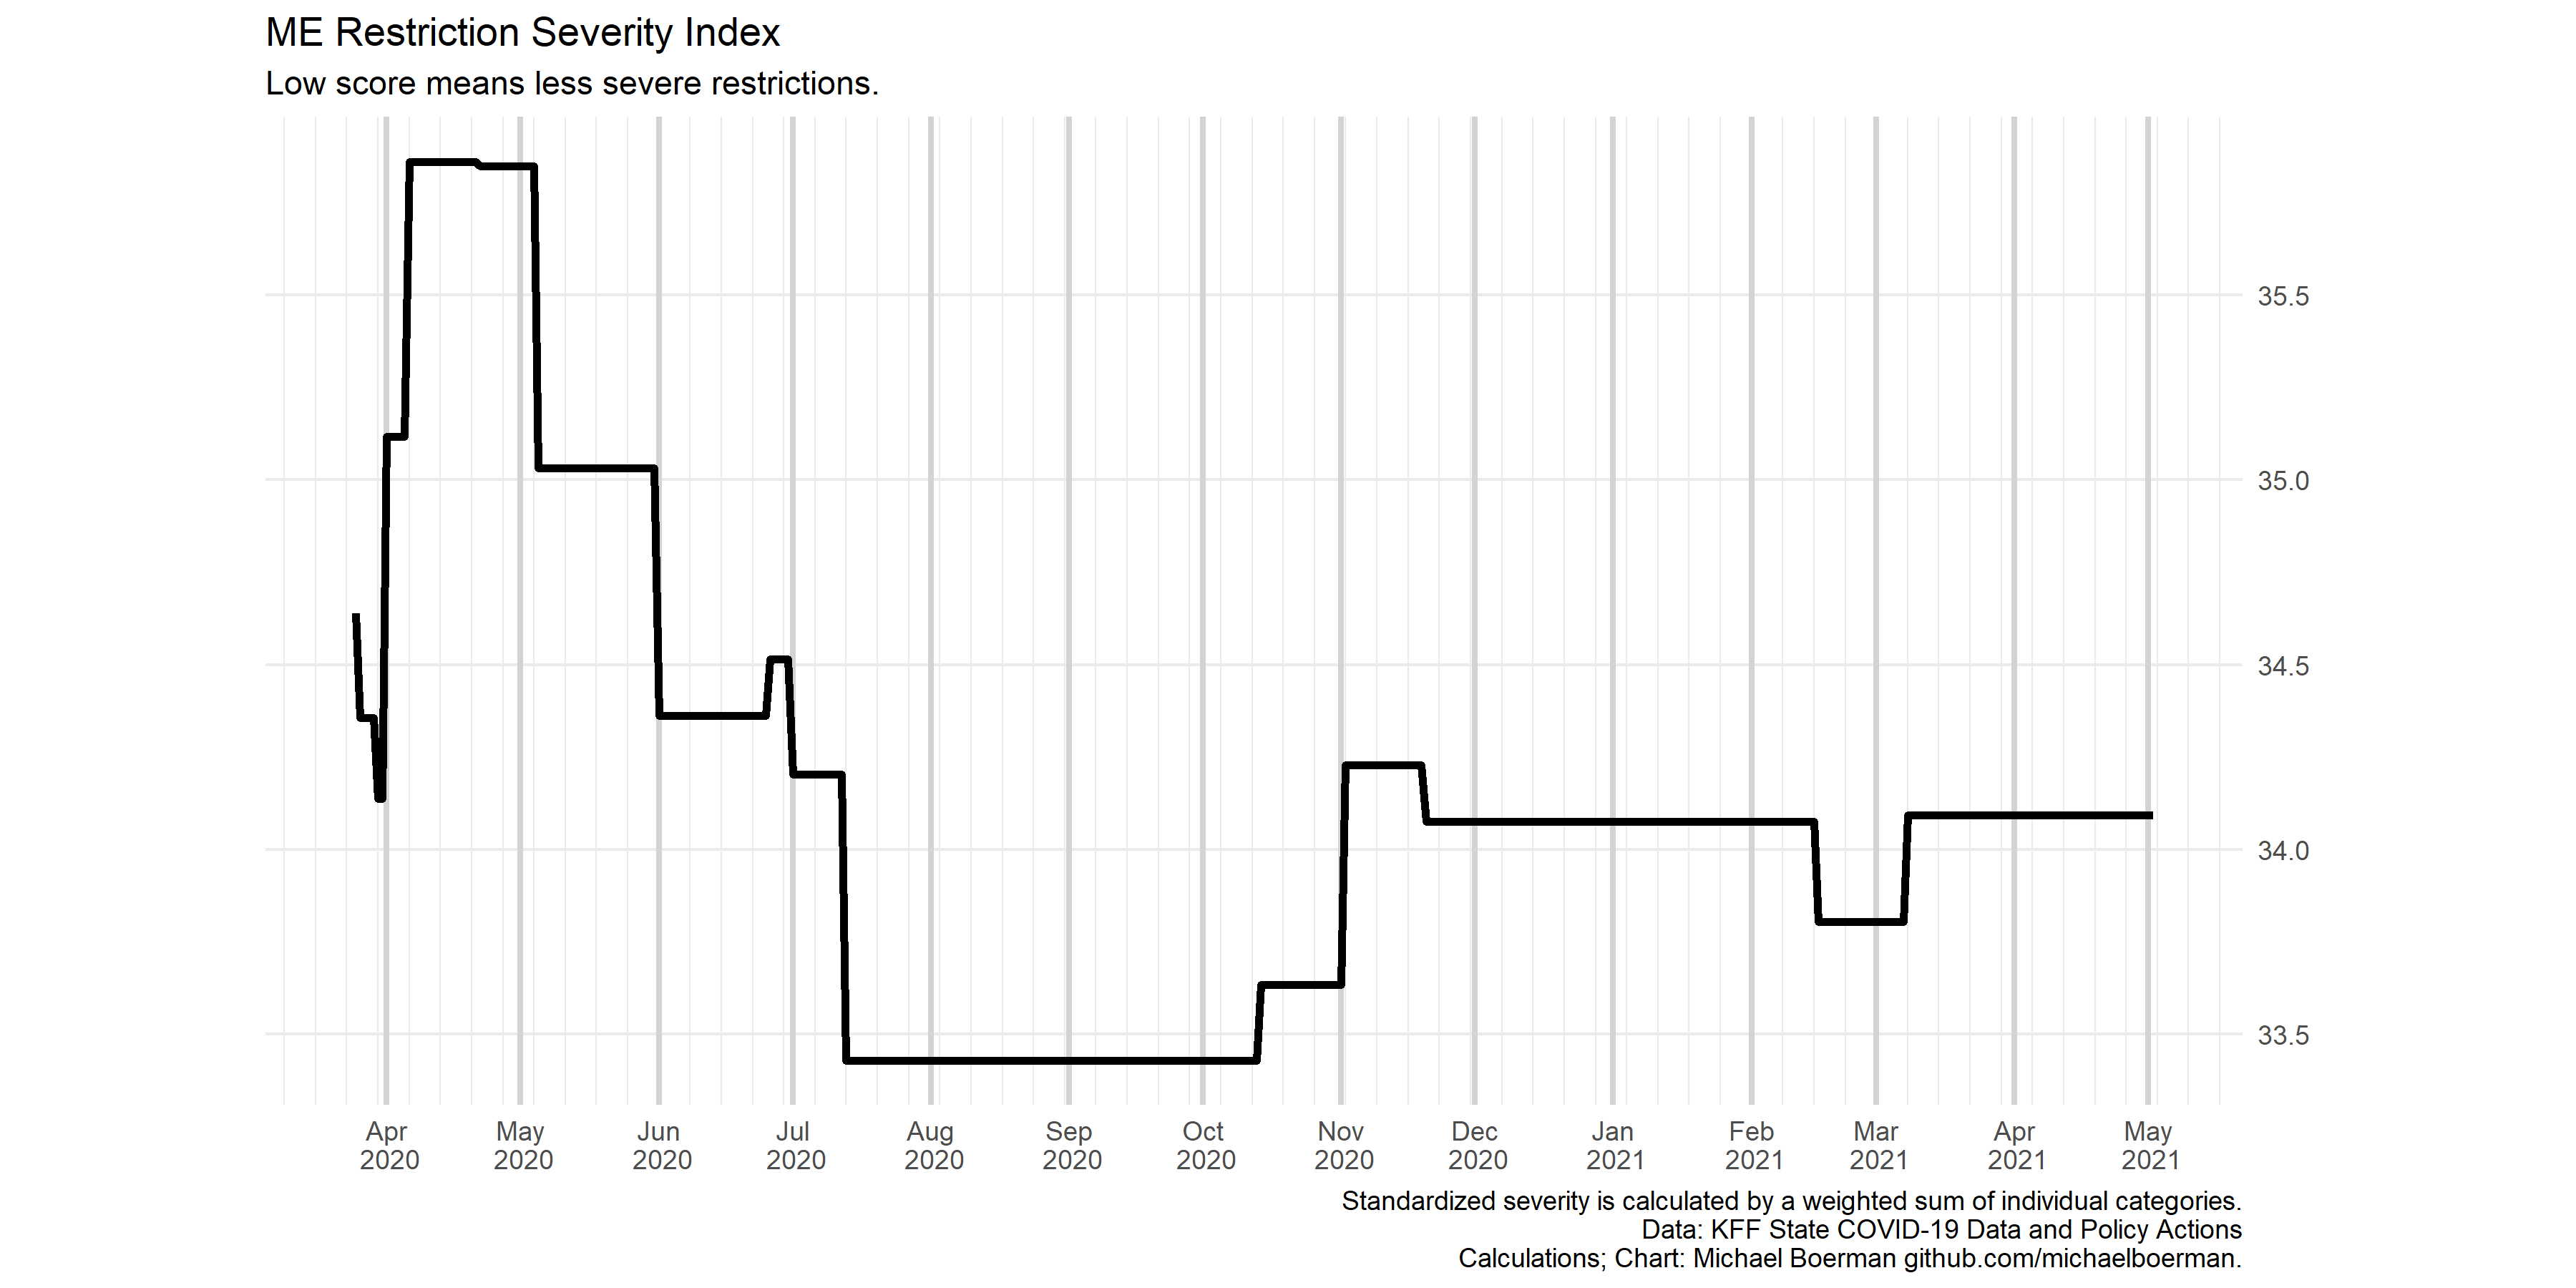 ME Restriction Severity Index
Low score means less severe restrictions.
35.5
35.0
34.5
34.0
33.5
Apr May Jun Jul Aug Sep Oct Nov Dec Jan Feb Mar Apr May
2020 2020 2020 2020 2020 2020 2020 2020 2020 2021 2021 2021 2021 2021
Standardized severity is calculated by a weighted sum of individual categories.
Data: KFF State COVID-19 Data and Policy Actions
Calculations; Chart: Michael Boerman github.com/michaelboerman.